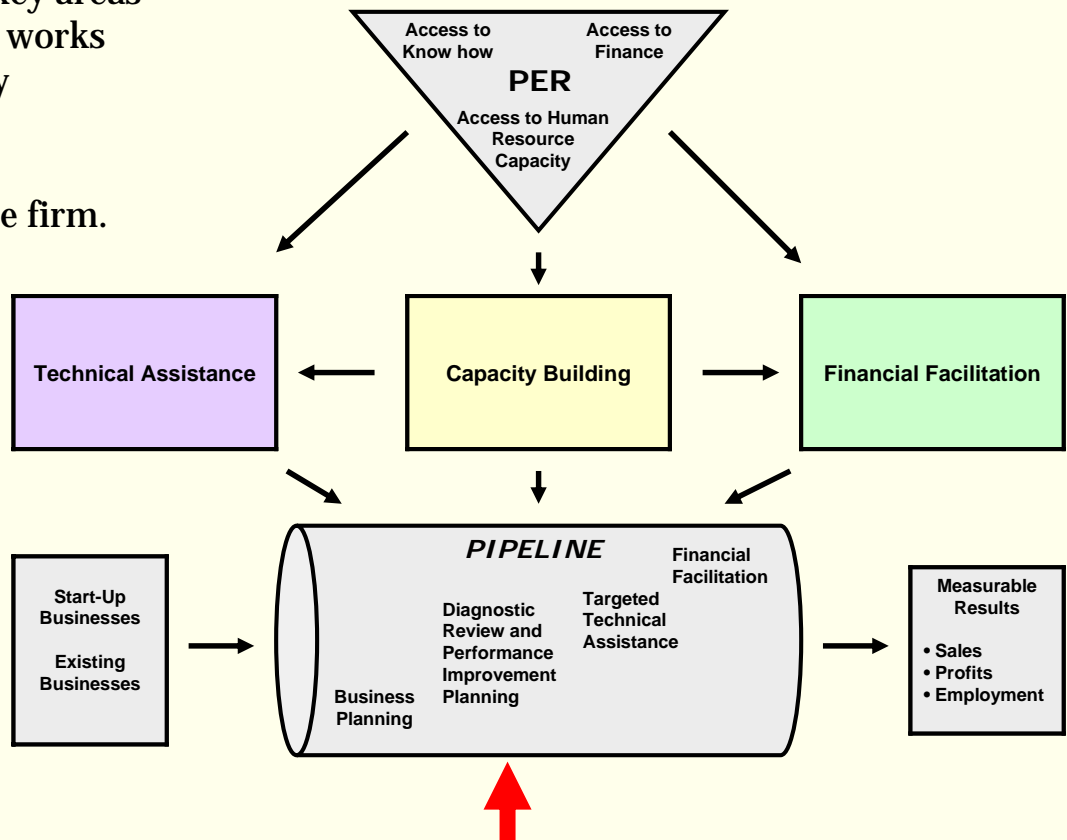 key areas
works
y
e firm.
Access to
Know how
Access to
Finance
PER
Access to Human
Resource
Capacity
Technical Assistance
Capacity Building
Financial Facilitation
Start-Up
Businesses
Existing
Businesses
PIPELINE
Business
Planning
Diagnostic
Review and
Performance
Improvement
Planning
Targeted
Technical
Assistance
Financial
Facilitation
Measurable
Results
• Sales
• Profits
• Employment